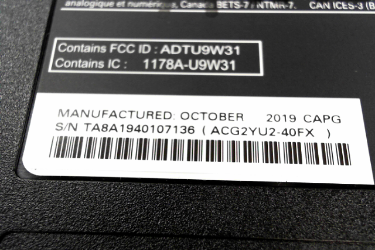 analogique et numérique, Canada BETS-7 / NTMR-7. CAN ICES-3 (B
Contains FCC ID : ADTU9W31
Contains IC : 1178A-U9W31
MANUFACTURED: OCTOBER 2019 CAPG
S/N TA8A1940107136 ( ACG2YU2-40FX )